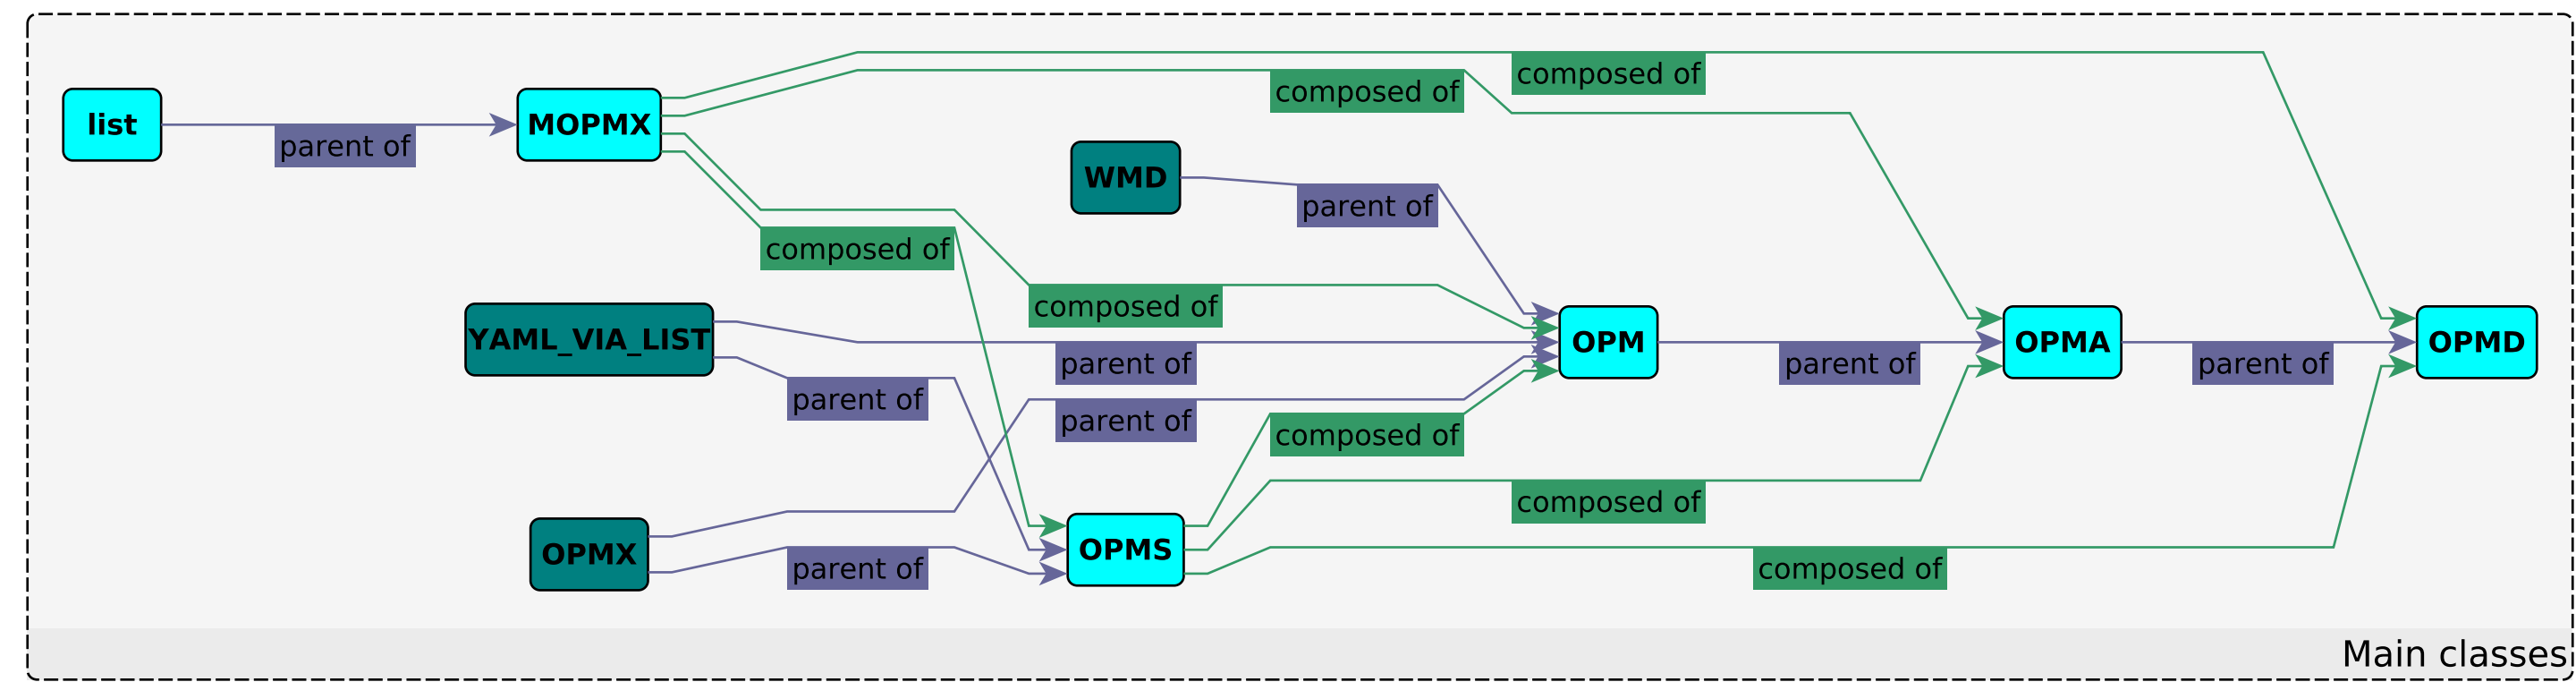 composed of
composed of
list
parent of
MOPMX
WMD
parent of
composed of
composed of
YAML_VIA_LIST
parent of
parent of
OPM
parent of
OPMA
parent of
OPMD
parent of
composed of
composed of
OPMX
parent of
OPMS
composed of
Main classes